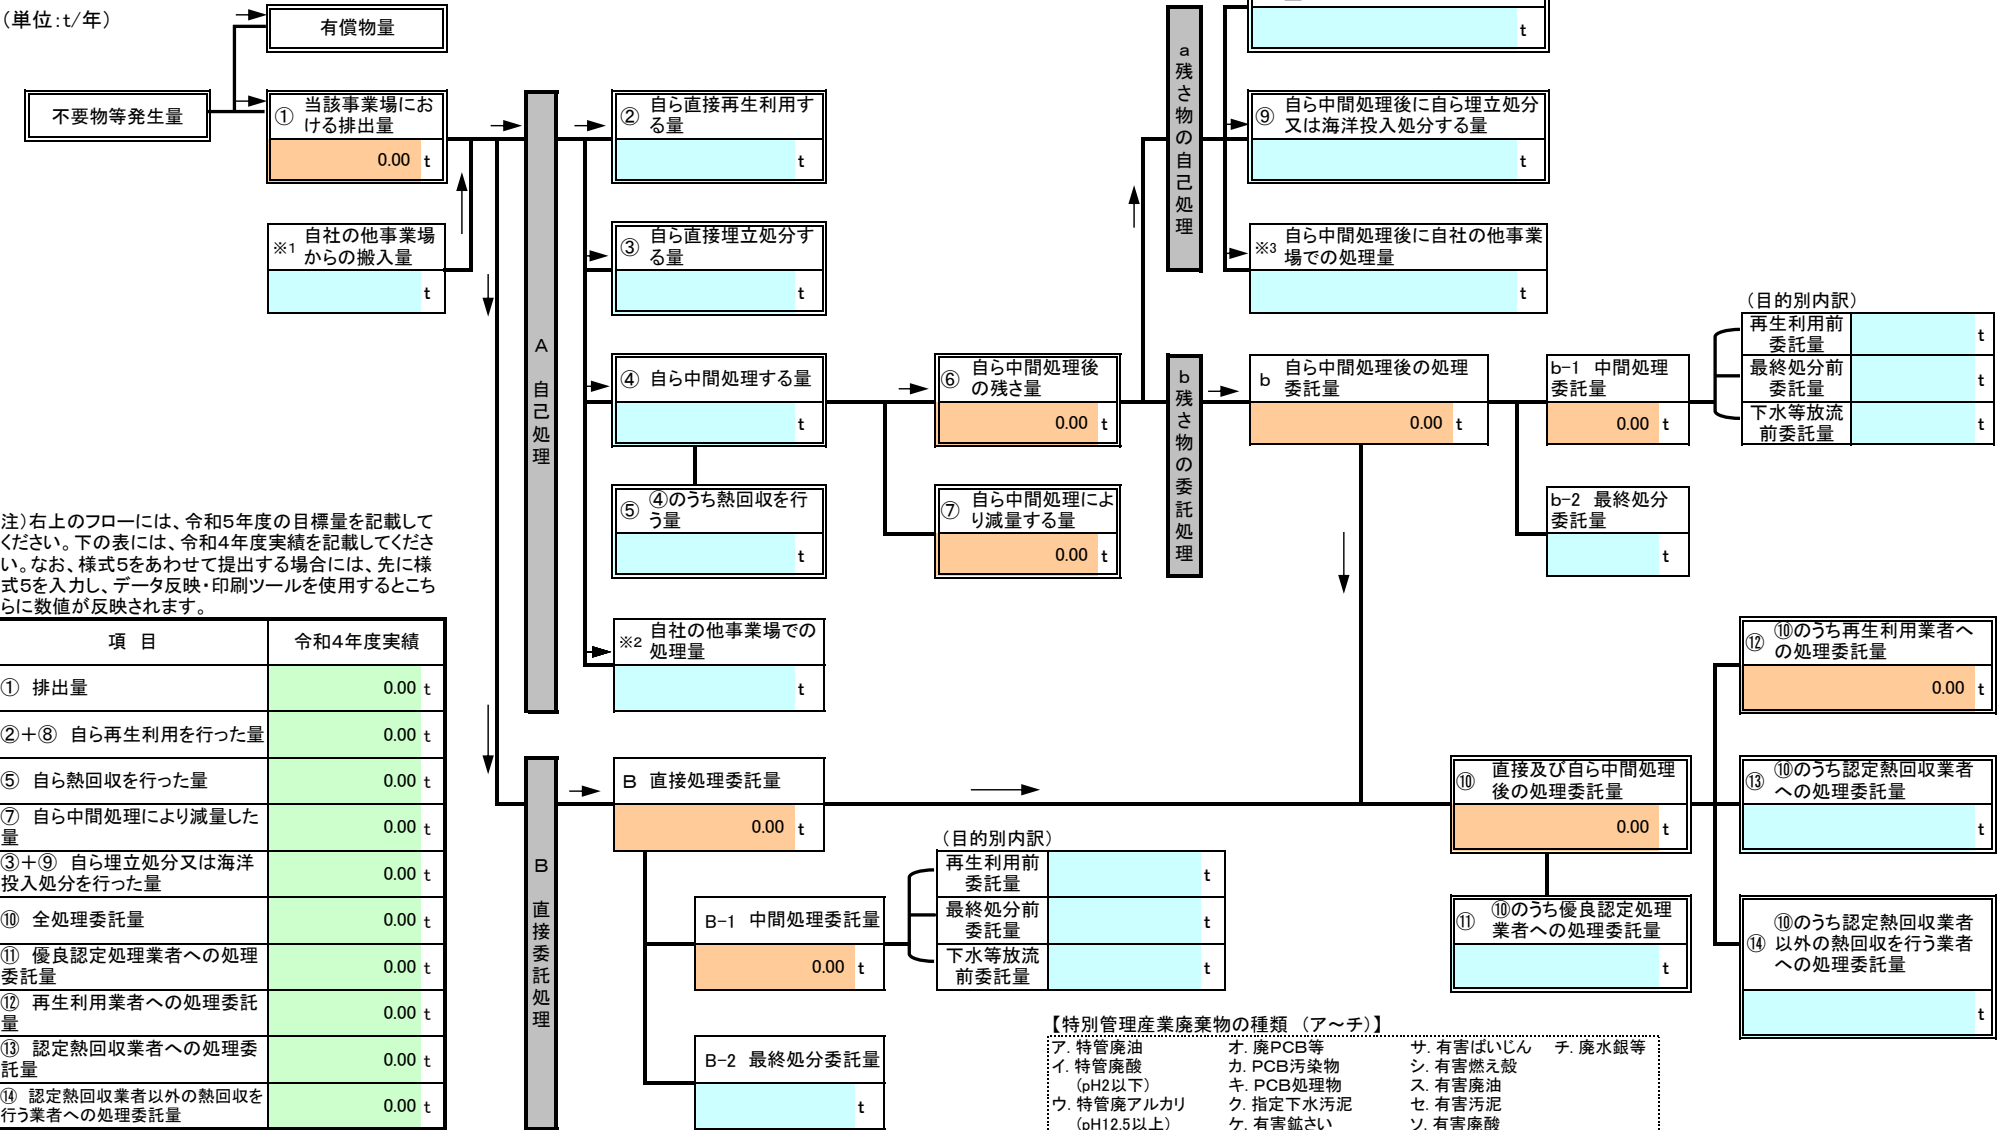 (単位:t/年)
有償物量
不要物等発生量
① 当該事業場にお
ける排出量
0.00 t
※1 自社の他事業場
からの搬入量
t
A 自己処理
② 自ら直接再生利用す
る量
t
③ 自ら直接埋立処分す
る量
t
④ 自ら中間処理する量
t
⑤ ④のうち熱回収を行
う量
t
※2 自社の他事業場での
処理量
t
⑥ 自ら中間処理後
の残さ量
0.00 t
⑦ 自ら中間処理によ
り減量する量
0.00 t
a 残さ物の自己処理
t
⑨ 自ら中間処理後に自ら埋立処分
又は海洋投入処分する量
t
※3 自ら中間処理後に自社の他事業
場での処理量
t
b 残さ物の委託処理
b 自ら中間処理後の処理
委託量
0.00 t
b-1 中間処理
委託量
0.00 t
(目的別内訳)
再生利用前
委託量
t
最終処分前
委託量
t
下水等放流
前委託量
t
b-2 最終処分
委託量
t
注)右上のフローには、令和5年度の目標量を記載して
ください。下の表には、令和4年度実績を記載してくださ
い。なお、様式5をあわせて提出する場合には、先に様
式5を入力し、データ反映・印刷ツールを使用するとこち
らに数値が反映されます。
項 目 令和4年度実績
① 排出量 0.00 t
②+⑧ 自ら再生利用を行った量 0.00 t
⑤ 自ら熱回収を行った量 0.00 t
⑦ 自ら中間処理により減量した
量 0.00 t
③+⑨ 自ら埋立処分又は海洋
投入処分を行った量 0.00 t
⑩ 全処理委託量 0.00 t
⑪ 優良認定処理業者への処理
委託量 0.00 t
⑫ 再生利用業者への処理委託
量 0.00 t
⑬ 認定熱回収業者への処理委
託量 0.00 t
⑭ 認定熱回収業者以外の熱回収を
行う業者への処理委託量 0.00 t
B 直接委託処理
B 直接処理委託量
0.00 t
B-1 中間処理委託量
0.00 t
(目的別内訳)
再生利用前
委託量
t
最終処分前
委託量
t
下水等放流
前委託量
t
B-2 最終処分委託量
t
⑩ 直接及び自ら中間処理
後の処理委託量
0.00 t
⑪ ⑩のうち優良認定処理
業者への処理委託量
t
⑫ ⑩のうち再生利用業者へ
の処理委託量
0.00 t
⑬ ⑩のうち認定熱回収業者
への処理委託量
t
⑭ ⑩のうち認定熱回収業者
以外の熱回収を行う業者
への処理委託量
t
【特別管理産業廃棄物の種類 (ア～チ)】
ア. 特管廃油 オ. 廃PCB等 サ. 有害ばいじん チ. 廃水銀等
イ. 特管廃酸 カ. PCB汚染物 シ. 有害燃え殻
(pH2以下) キ. PCB処理物 ス. 有害廃油
ウ. 特管廃アルカリ ク. 指定下水汚泥 セ. 有害汚泥
(pH12.5以上) ケ. 有害鉱さい ソ. 有害廃酸